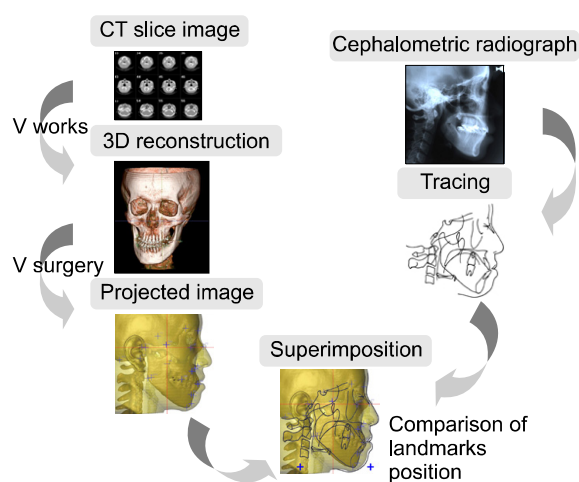 CT slice image
V works
3D reconstruction
V surgery
Projected image
Cephalometric radiograph
Tracing
Superimposition
Comparison of
landmarks
position